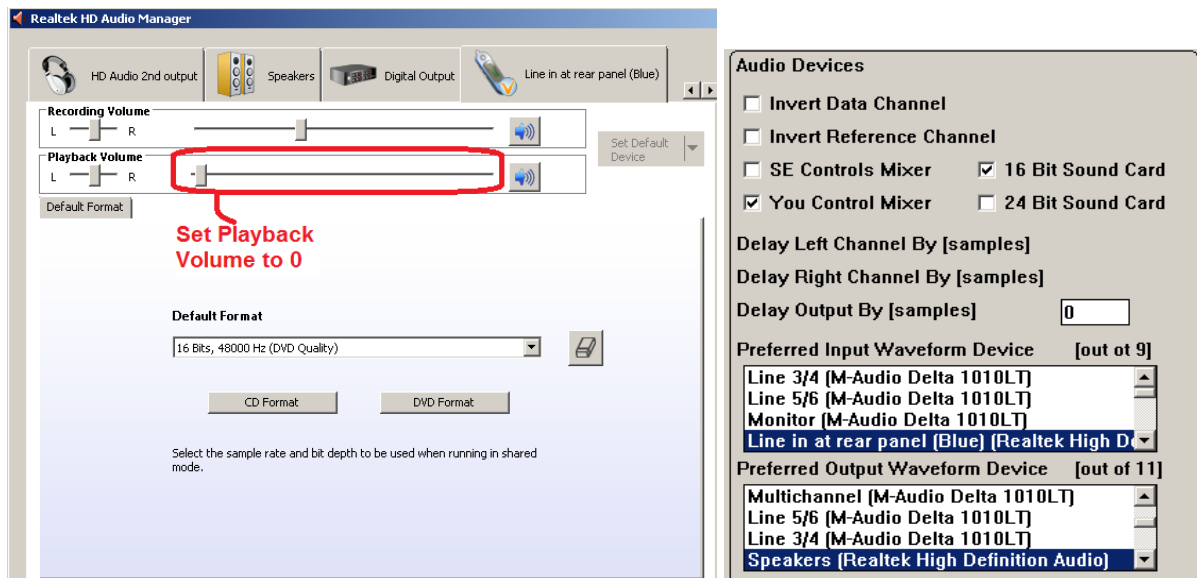 Realtek HD Audio Manager
HD Audio 2nd output
Speakers
Digital Output
Line in at rear panel (Blue)
Recording Volume
L R
Set Default
Device
Playback Volume
L R
Default Format
Set Playback
Volume to 0
Default Format
16 Bits, 48000 Hz (DVD Quality)
CD Format DVD Format
Select the sample rate and bit depth to be used when running in shared
mode.
Audio Devices
Invert Data Channel
Invert Reference Channel
SE Controls Mixer 16 Bit Sound Card
You Control Mixer 24 Bit Sound Card
Delay Left Channel By [samples]
Delay Right Channel By [samples]
Delay Output By [samples] 0
Preferred Input Waveform Device [out ot 9]
Line 3/4 (M-Audio Delta 1010LT)
Line 5/6 (M-Audio Delta 1010LT)
Monitor (M-Audio Delta 1010LT)
Line in at rear panel (Blue) (Realtek High De
Preferred Output Waveform Device [out of 11]
Multichannel (M-Audio Delta 1010LT)
Line 5/6 (M-Audio Delta 1010LT)
Line 3/4 (M-Audio Delta 1010LT)
Speakers (Realtek High Definition Audio)